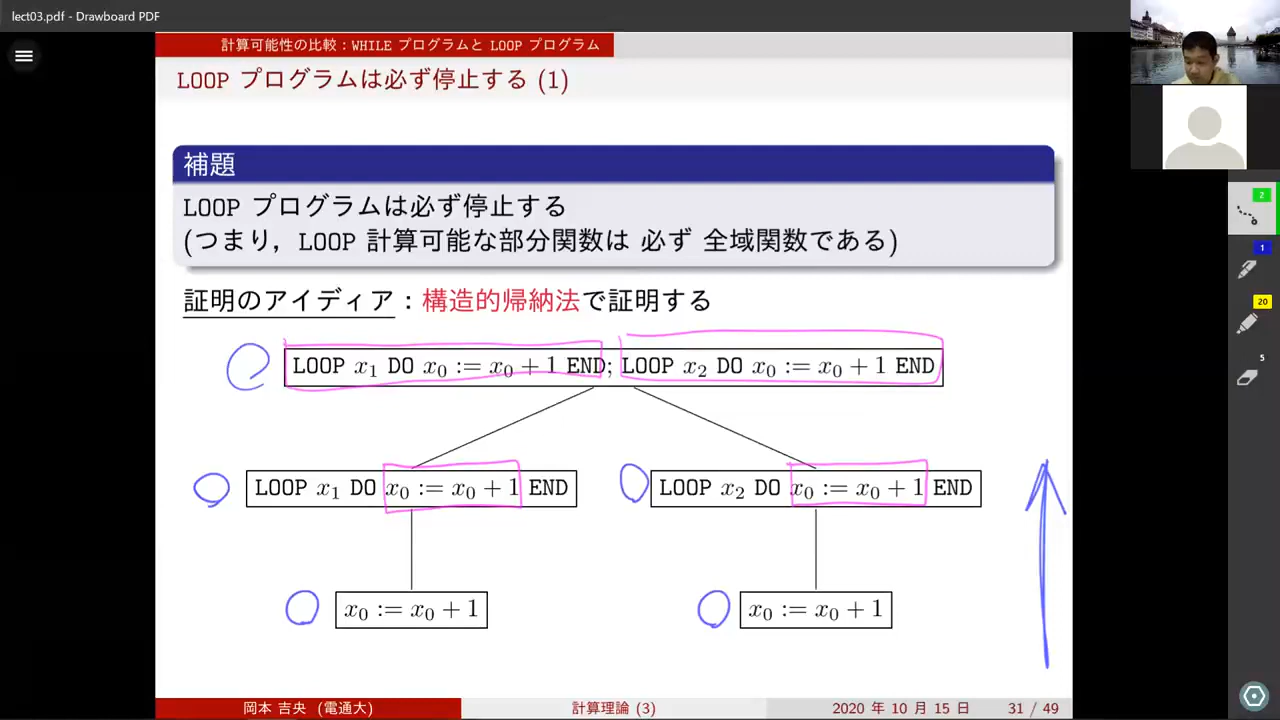 lect03.pdf - Drawboard PDF
計算可能性の比較：WHILE プログラムと LOOP プログラム
LOOP プログラムは必ず停止する (1)
補題
LOOP プログラムは必ず停止する
(つまり，LOOP 計算可能な部分関数は 必ず 全域関数である)
証明のアイディア：構造的帰納法で証明する
LOOP x₁ DO x₀ := x₀ + 1 END; LOOP x₂ DO x₀ := x₀ + 1 END
LOOP x₁ DO x₀ := x₀ + 1 END
LOOP x₂ DO x₀ := x₀ + 1 END
x₀ := x₀ + 1
x₀ := x₀ + 1
岡本 吉央 (電通大)
計算理論 (3)
2020 年 10 月 15 日
31 / 49
2
1
20
5